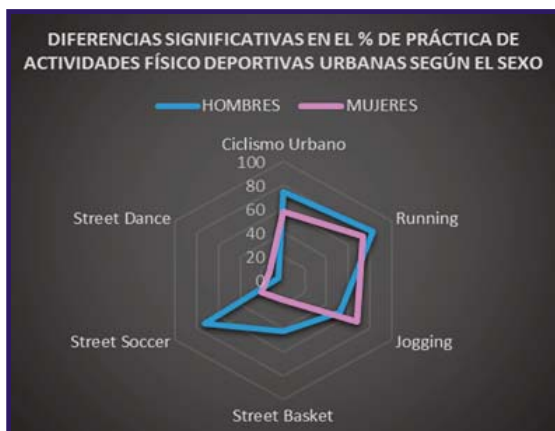 DIFERENCIAS SIGNIFICATIVAS EN EL % DE PRÁCTICA DE
ACTIVIDADES FÍSICO DEPORTIVAS URBANAS SEGÚN EL SEXO
HOMBRES MUJERES
Ciclismo Urbano
100
80
60
40
20
0
Street Dance
Running
Street Soccer
Jogging
Street Basket